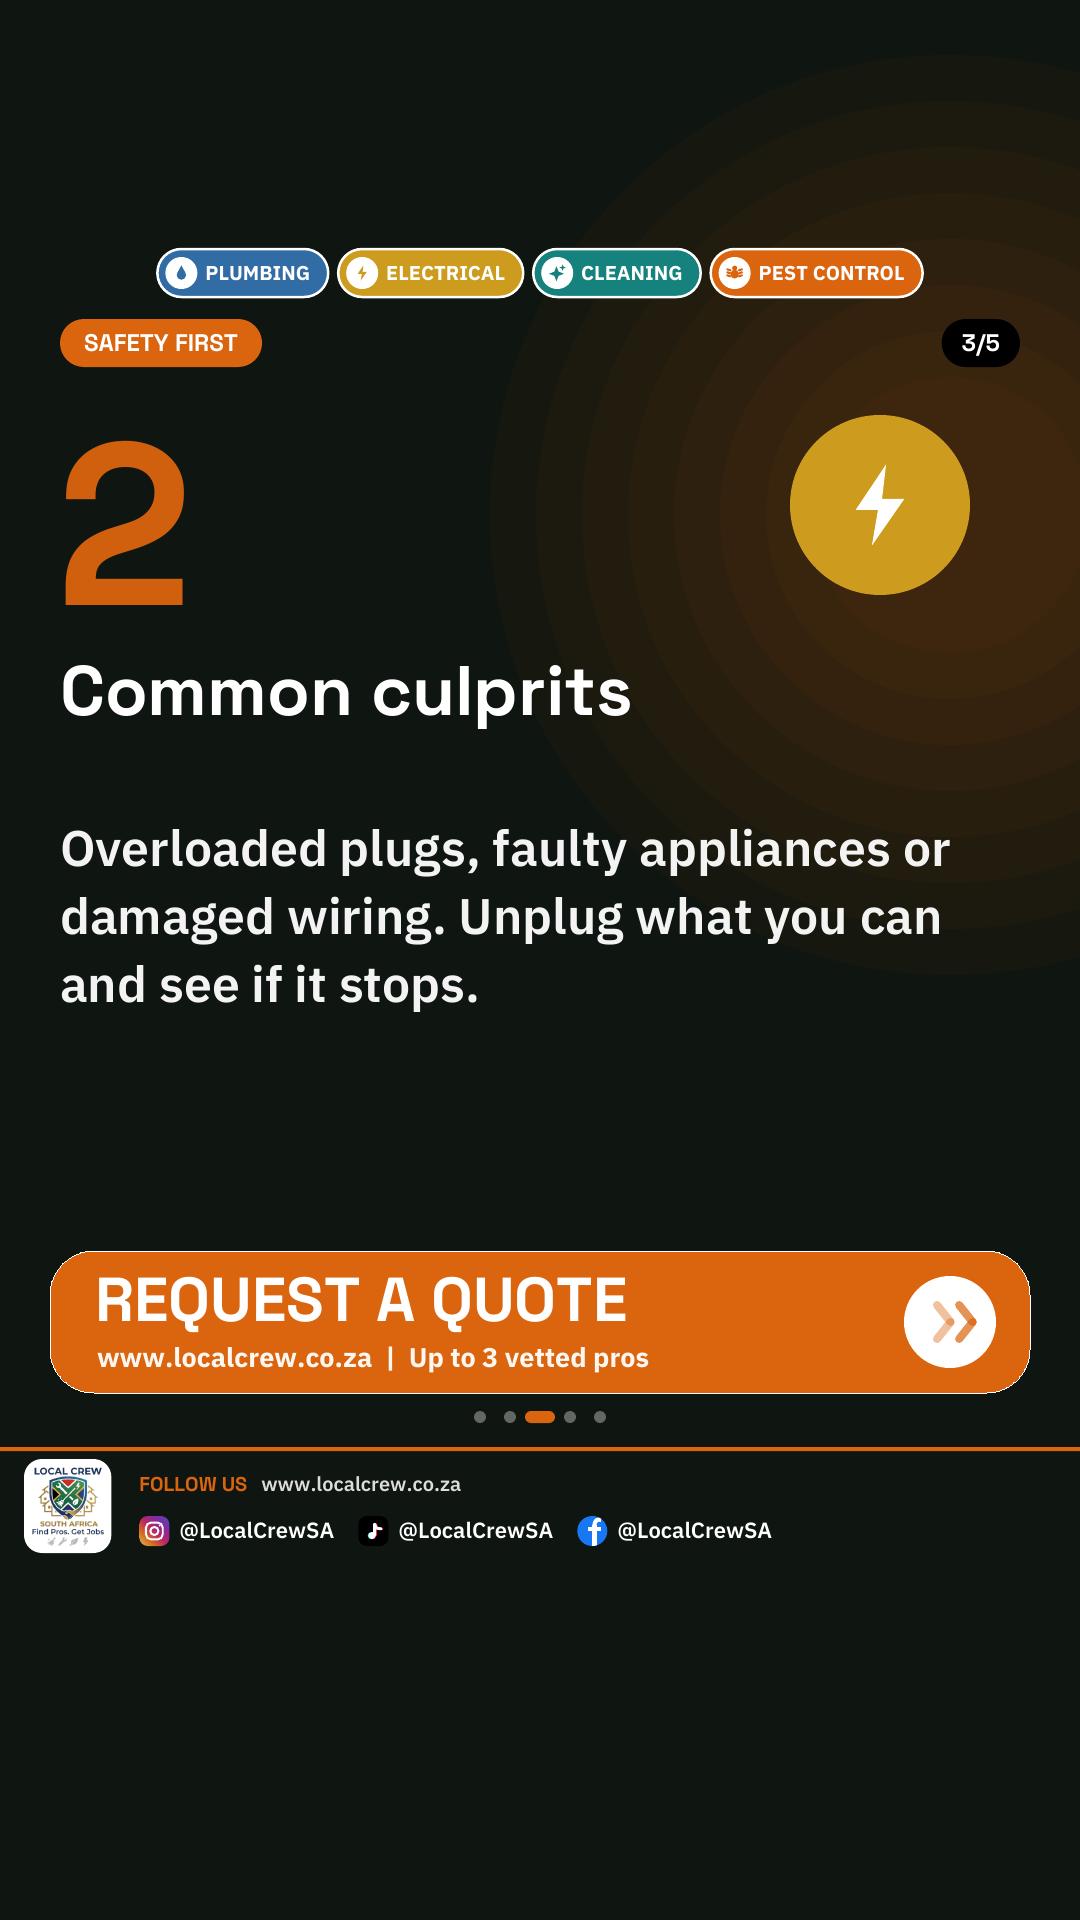 PLUMBING ELECTRICAL CLEANING PEST CONTROL
SAFETY FIRST 3/5
2
Common culprits
Overloaded plugs, faulty appliances or
damaged wiring. Unplug what you can
and see if it stops.
REQUEST A QUOTE
www.localcrew.co.za | Up to 3 vetted pros
LOCAL CREW
SOUTH AFRICA
Find Pros. Get Jobs
FOLLOW US www.localcrew.co.za
@LocalCrewSA @LocalCrewSA @LocalCrewSA